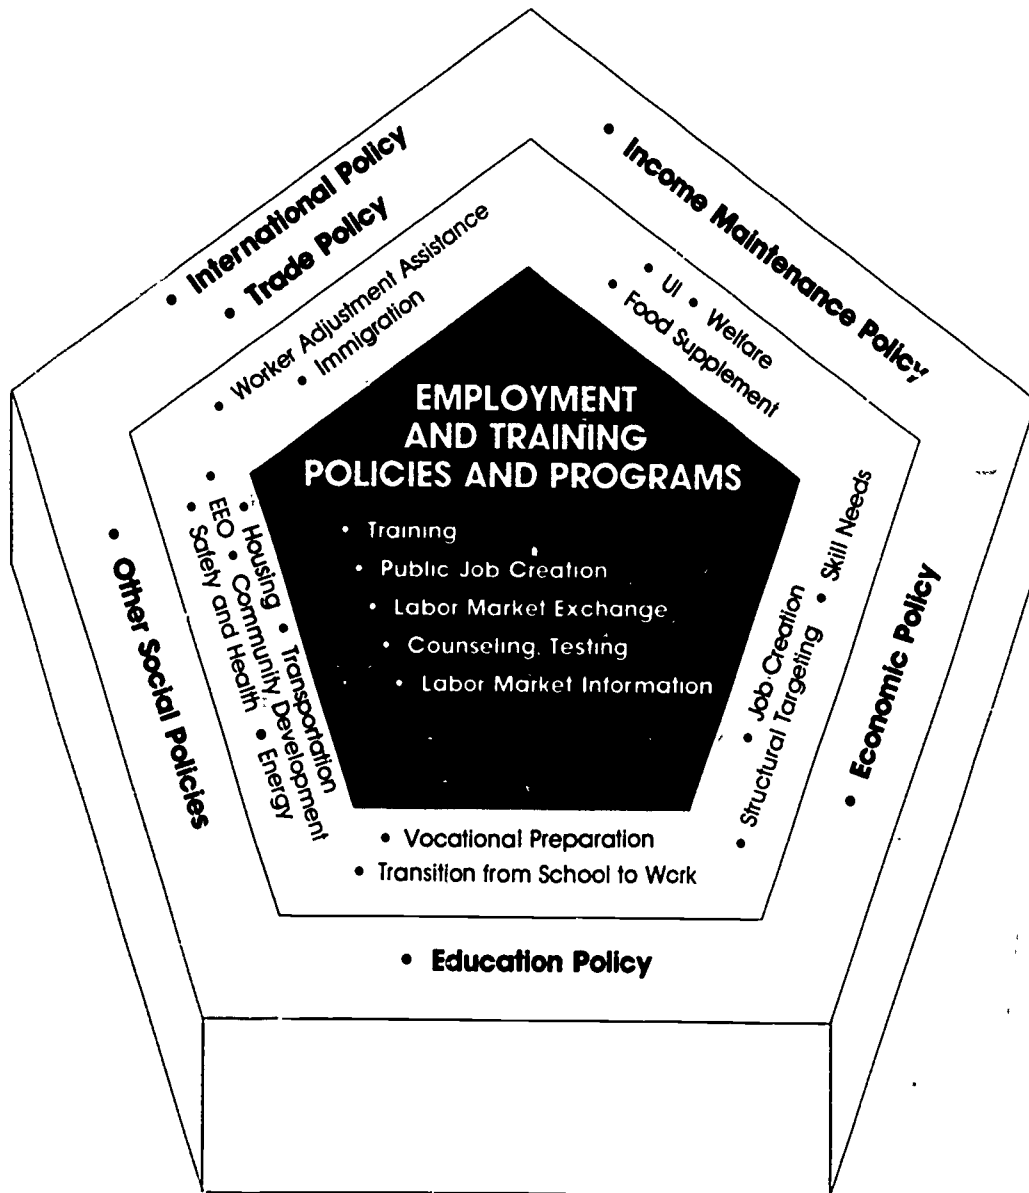 • International Policy
• Trade Policy
• Income Maintenance Policy
• Worker Adjustment Assistance
• Immigration
• UI • Welfare
• Food Supplement
EMPLOYMENT
AND TRAINING
POLICIES AND PROGRAMS
• Training
• Public Job Creation
• Labor Market Exchange
• Counseling, Testing
• Labor Market Information
• Other Social Policies
• Housing • Transportation
• EEO • Community Development
• Safety and Health • Energy
• Job Creation • Skill Needs
• Structural Targeting
• Economic Policy
• Vocational Preparation
• Transition from School to Work
• Education Policy